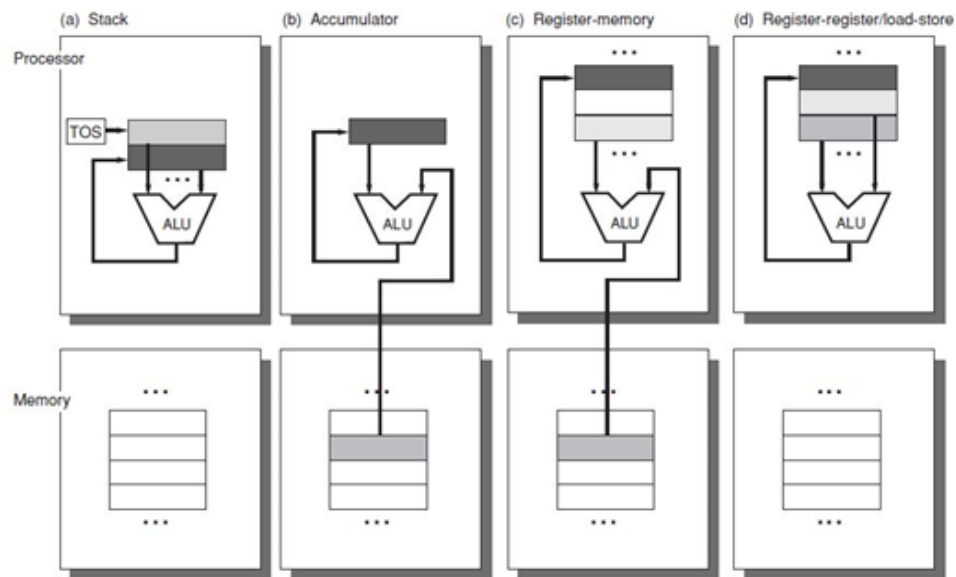 (a) Stack
(b) Accumulator
(c) Register-memory
(d) Register-register/load-store
Processor
...
...
TOS
...
...
...
ALU
ALU
ALU
ALU
Memory
...
...
...
...
...
...
...
...